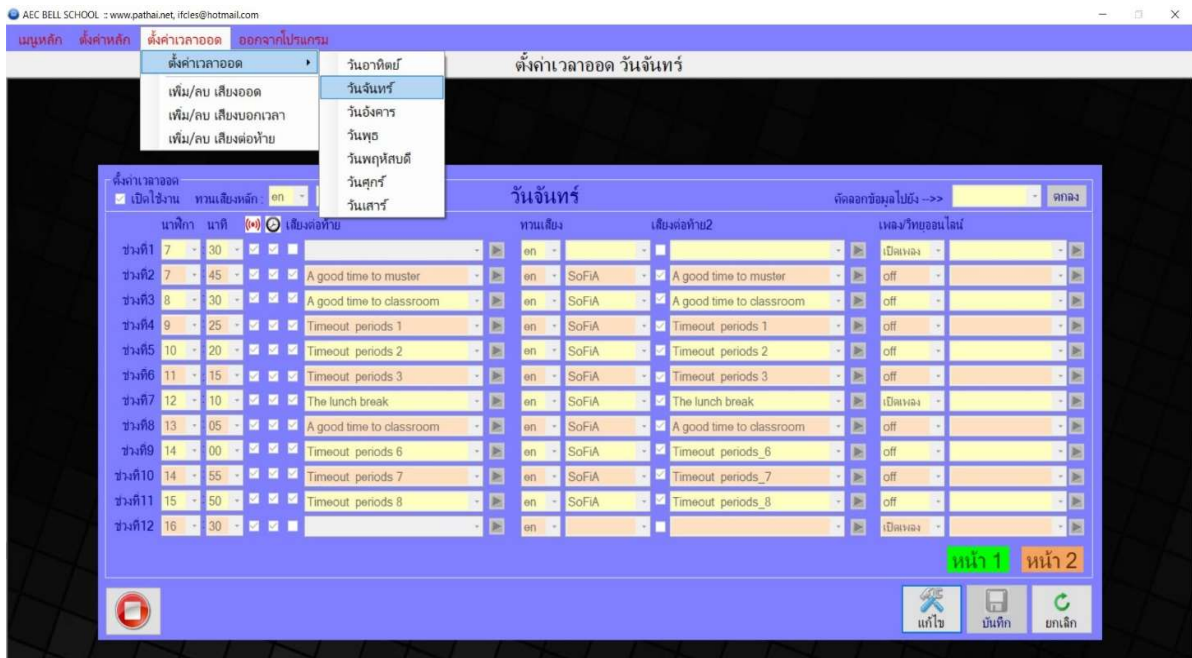 AEC BELL SCHOOL :: www.pathai.net, ifcles@hotmail.com
เมนูหลัก ตั้งค่าหลัก ตั้งค่าเวลาออด ออกจากโปรแกรม
ตั้งค่าเวลาออด วันจันทร์
ตั้งค่าเวลาออด
เพิ่ม/ลบ เสียงออด
เพิ่ม/ลบ เสียงบอกเวลา
เพิ่ม/ลบ เสียงต่อท้าย
วันอาทิตย์
วันจันทร์
วันอังคาร
วันพุธ
วันพฤหัสบดี
วันศุกร์
วันเสาร์
ตั้งค่าเวลาออด
เปิดใช้งาน ทวนเสียงหลัก : en วันจันทร์ คัดลอกข้อมูลไปยัง -->> ตกลง
นาฬิกา นาที เสียงต่อท้าย ทวนเสียง เสียงต่อท้าย2 เพลง/วิทยุออนไลน์
ช่วงที่1 7 : 30 en เปิดเพลง
ช่วงที่2 7 : 45 A good time to muster en SoFiA A good time to muster off
ช่วงที่3 8 : 30 A good time to classroom en SoFiA A good time to classroom off
ช่วงที่4 9 : 25 Timeout periods 1 en SoFiA Timeout periods 1 off
ช่วงที่5 10 : 20 Timeout periods 2 en SoFiA Timeout periods 2 off
ช่วงที่6 11 : 15 Timeout periods 3 en SoFiA Timeout periods 3 off
ช่วงที่7 12 : 10 The lunch break en SoFiA The lunch break เปิดเพลง
ช่วงที่8 13 : 05 A good time to classroom en SoFiA A good time to classroom off
ช่วงที่9 14 : 00 Timeout periods 6 en SoFiA Timeout periods_6 off
ช่วงที่10 14 : 55 Timeout periods 7 en SoFiA Timeout periods_7 off
ช่วงที่11 15 : 50 Timeout periods 8 en SoFiA Timeout periods_8 off
ช่วงที่12 16 : 30 en เปิดเพลง
หน้า 1 หน้า 2
แก้ไข บันทึก ยกเลิก